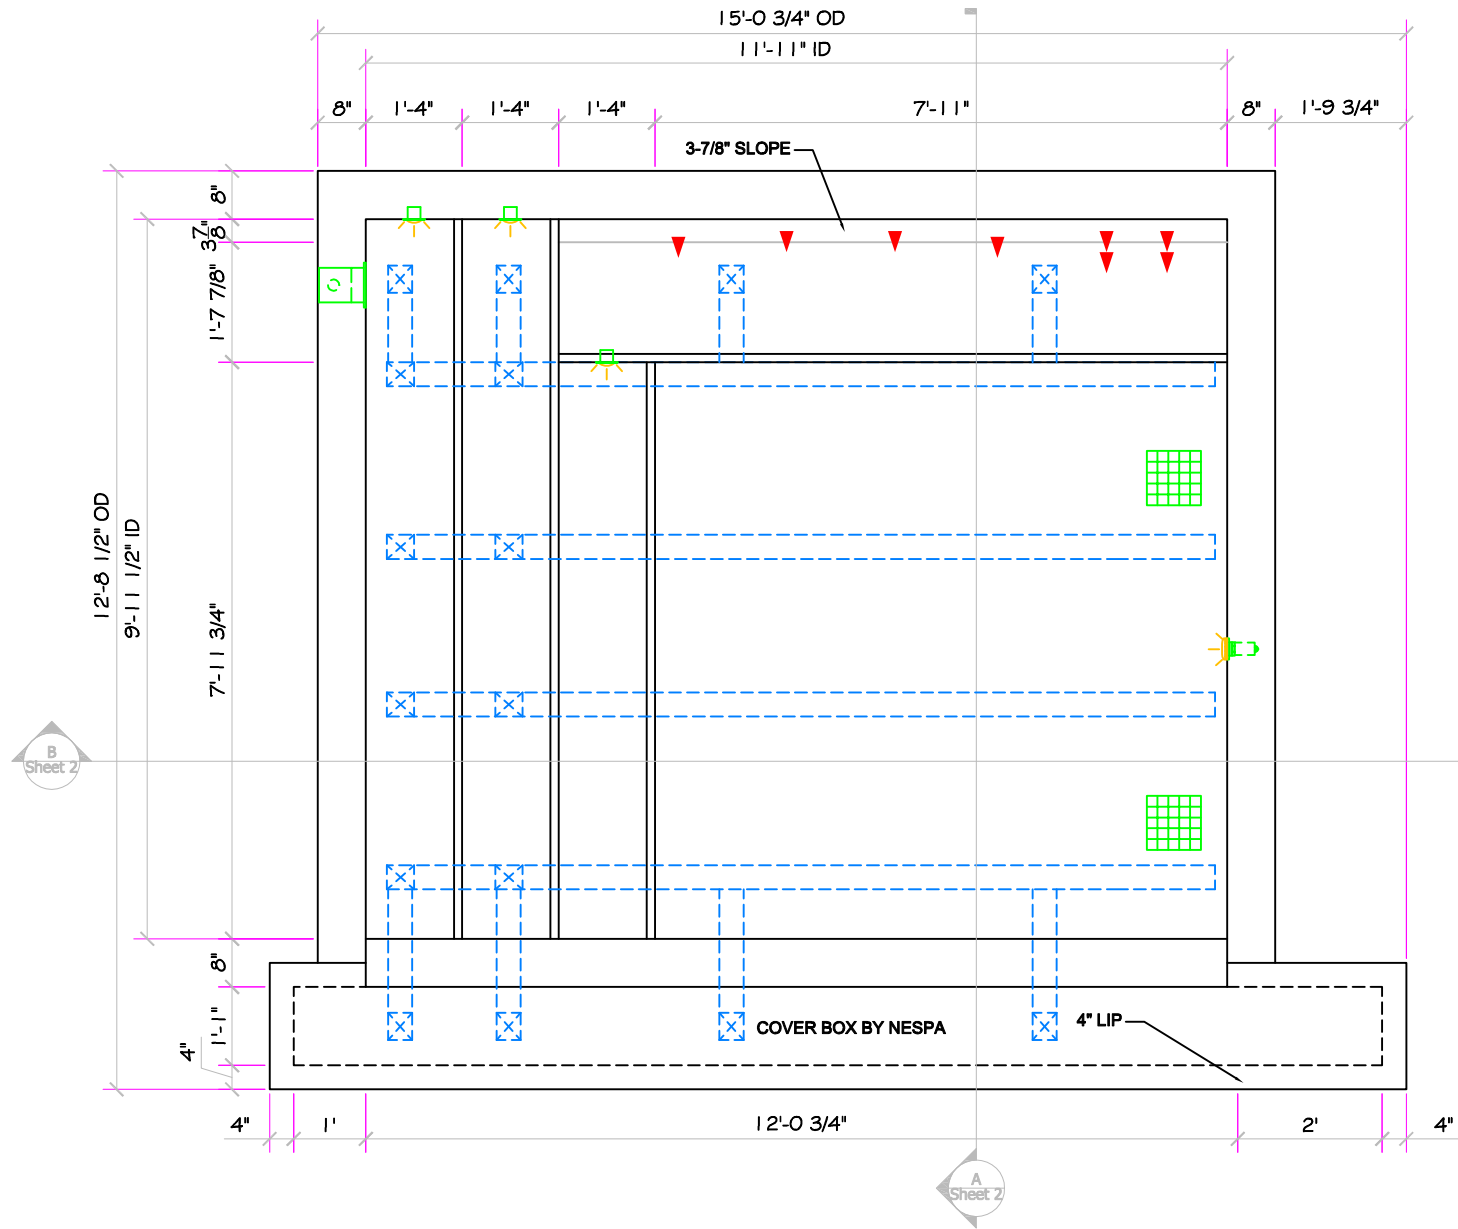 15'-0 3/4" OD
11'-11" ID
8" 1'-4" 1'-4" 1'-4" 7'-11" 8" 1'-9 3/4"
3-7/8" SLOPE
8"
3 7/8"
1'-7 7/8"
12'-8 1/2" OD
9'-11 1/2" ID
7'-11 3/4"
B
Sheet 2
8"
1'-1"
4"
COVER BOX BY NESPA
4" LIP
4" 1' 12'-0 3/4" 2' 4"
A
Sheet 2